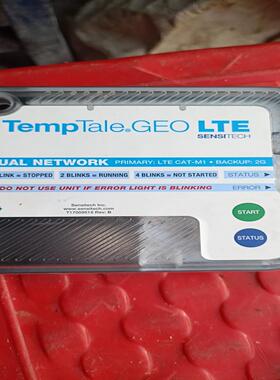 TempTale®GEO LTE
SENSITECH
UAL NETWORK PRIMARY: LTE CAT-M1 • BACKUP: 2G
LINK = STOPPED 2 BLINKS = RUNNING 4 BLINKS = NOT STARTED STATUS
DO NOT USE UNIT IF ERROR LIGHT IS BLINKING ERROR
START
STATUS
Sensitech Inc.
www.sensitech.com
T17009515 Rev. B